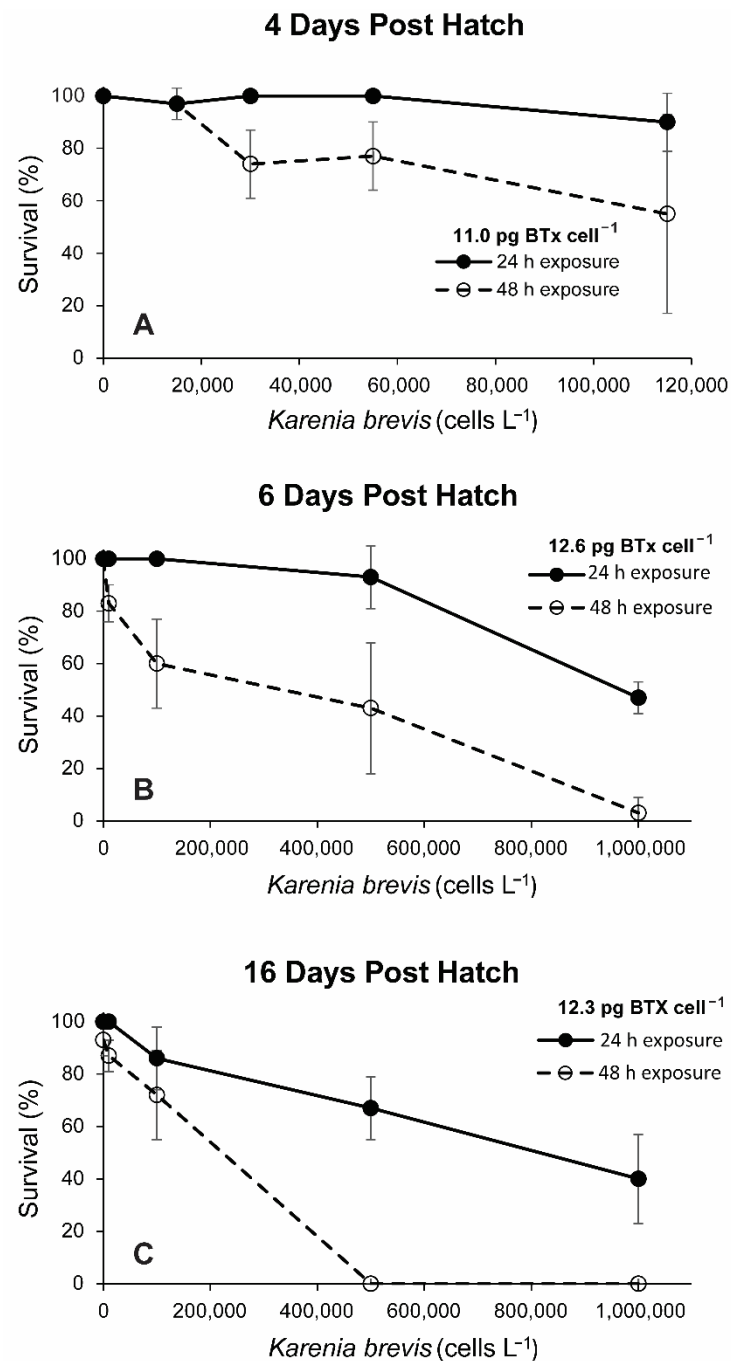 4 Days Post Hatch
100
80
60
40
20
0
Survival (%)
11.0 pg BTx cell⁻¹
24 h exposure
48 h exposure
A
0 20,000 40,000 60,000 80,000 100,000 120,000
Karenia brevis (cells L⁻¹)
6 Days Post Hatch
100
80
60
40
20
0
Survival (%)
12.6 pg BTx cell⁻¹
24 h exposure
48 h exposure
B
0 200,000 400,000 600,000 800,000 1,000,000
Karenia brevis (cells L⁻¹)
16 Days Post Hatch
100
80
60
40
20
0
Survival (%)
12.3 pg BTX cell⁻¹
24 h exposure
48 h exposure
C
0 200,000 400,000 600,000 800,000 1,000,000
Karenia brevis (cells L⁻¹)